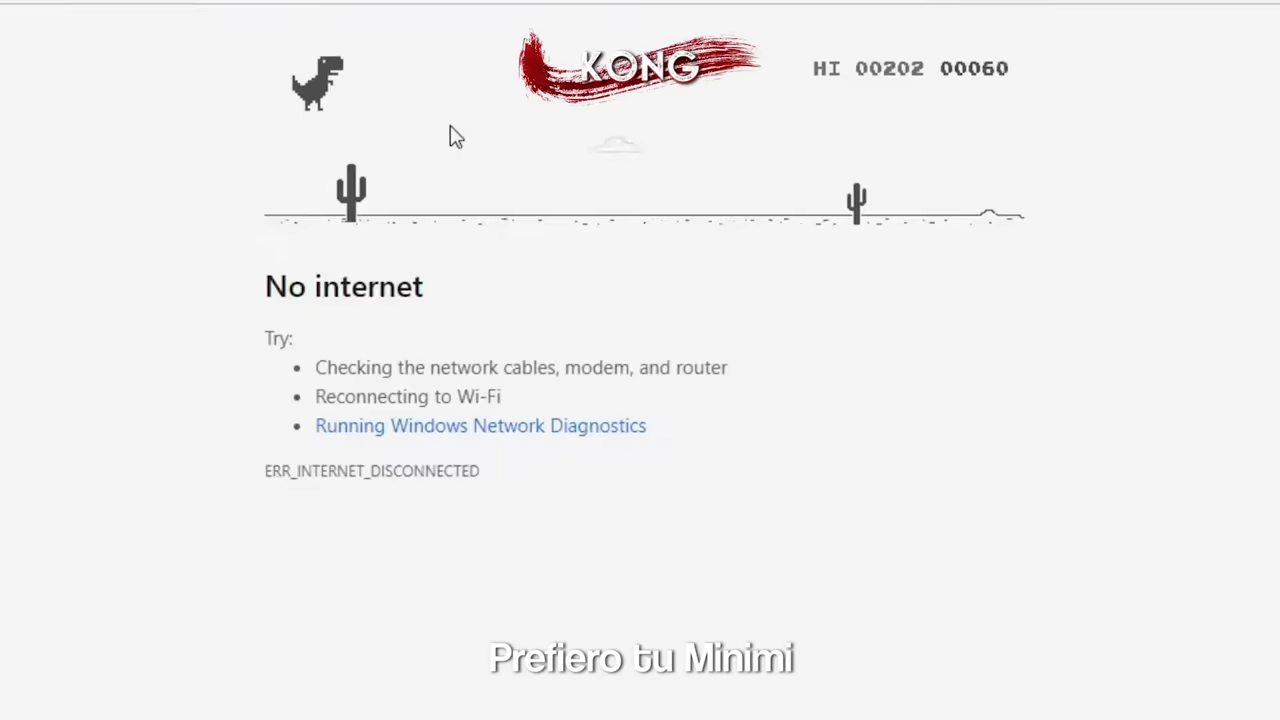 KONG
HI 00202 00060
No internet
Try:
Checking the network cables, modem, and router
Reconnecting to Wi-Fi
Running Windows Network Diagnostics
ERR_INTERNET_DISCONNECTED
Prefiero tu Minimi